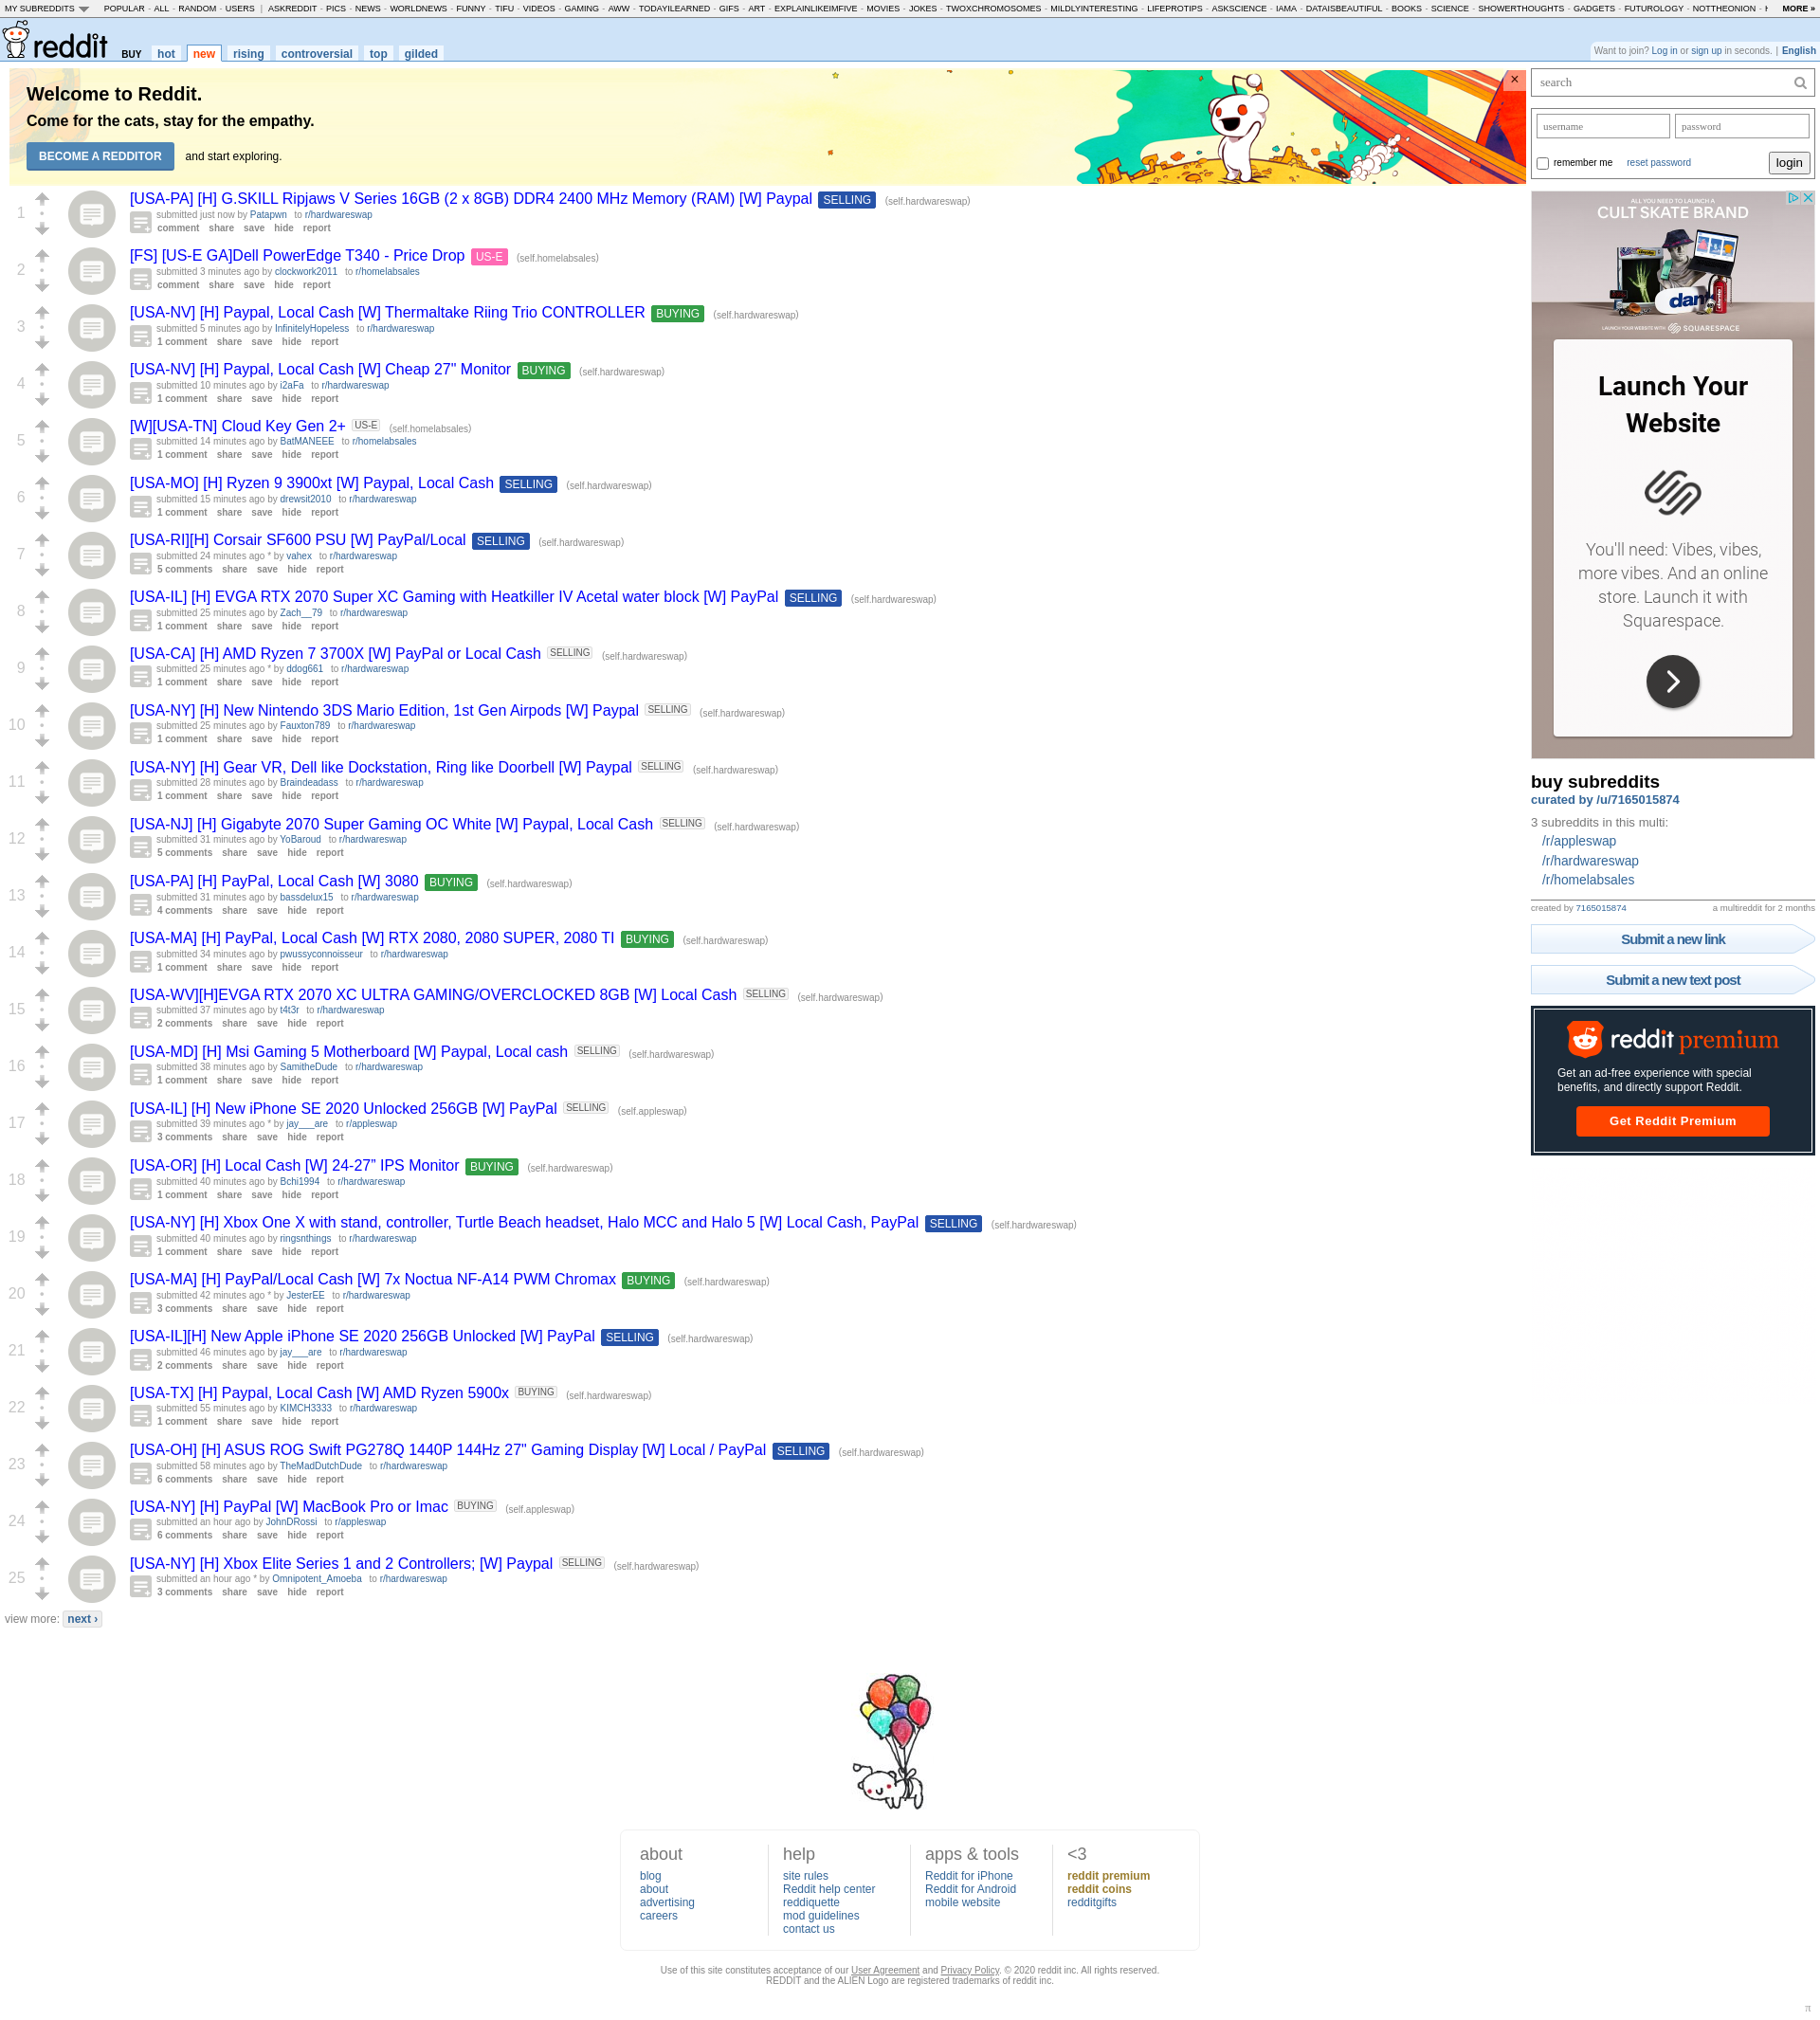 MY SUBREDDITS POPULAR - ALL - RANDOM - USERS | ASKREDDIT - PICS - NEWS - WORLDNEWS - FUNNY - TIFU - VIDEOS - GAMING - AWW - TODAYILEARNED - GIFS - ART - EXPLAINLIKEIMFIVE - MOVIES - JOKES - TWOXCHROMOSOMES - MILDLYINTERESTING - LIFEPROTIPS - ASKSCIENCE - IAMA - DATAISBEAUTIFUL - BOOKS - SCIENCE - SHOWERTHOUGHTS - GADGETS - FUTUROLOGY - NOTTHEONION - MORE »
reddit BUY hot new rising controversial top gilded
Want to join? Log in or sign up in seconds. | English
Welcome to Reddit.
Come for the cats, stay for the empathy.
BECOME A REDDITOR and start exploring.
×
1
[USA-PA] [H] G.SKILL Ripjaws V Series 16GB (2 x 8GB) DDR4 2400 MHz Memory (RAM) [W] Paypal SELLING (self.hardwareswap)
submitted just now by Patapwn to r/hardwareswap
comment share save hide report
2
[FS] [US-E GA]Dell PowerEdge T340 - Price Drop US-E (self.homelabsales)
submitted 3 minutes ago by clockwork2011 to r/homelabsales
comment share save hide report
3
[USA-NV] [H] Paypal, Local Cash [W] Thermaltake Riing Trio CONTROLLER BUYING (self.hardwareswap)
submitted 5 minutes ago by InfinitelyHopeless to r/hardwareswap
1 comment share save hide report
4
[USA-NV] [H] Paypal, Local Cash [W] Cheap 27" Monitor BUYING (self.hardwareswap)
submitted 10 minutes ago by i2aFa to r/hardwareswap
1 comment share save hide report
5
[W][USA-TN] Cloud Key Gen 2+ US-E (self.homelabsales)
submitted 14 minutes ago by BatMANEEE to r/homelabsales
1 comment share save hide report
6
[USA-MO] [H] Ryzen 9 3900xt [W] Paypal, Local Cash SELLING (self.hardwareswap)
submitted 15 minutes ago by drewsit2010 to r/hardwareswap
1 comment share save hide report
7
[USA-RI][H] Corsair SF600 PSU [W] PayPal/Local SELLING (self.hardwareswap)
submitted 24 minutes ago * by vahex to r/hardwareswap
5 comments share save hide report
8
[USA-IL] [H] EVGA RTX 2070 Super XC Gaming with Heatkiller IV Acetal water block [W] PayPal SELLING (self.hardwareswap)
submitted 25 minutes ago by Zach__79 to r/hardwareswap
1 comment share save hide report
9
[USA-CA] [H] AMD Ryzen 7 3700X [W] PayPal or Local Cash SELLING (self.hardwareswap)
submitted 25 minutes ago * by ddog661 to r/hardwareswap
1 comment share save hide report
10
[USA-NY] [H] New Nintendo 3DS Mario Edition, 1st Gen Airpods [W] Paypal SELLING (self.hardwareswap)
submitted 25 minutes ago by Fauxton789 to r/hardwareswap
1 comment share save hide report
11
[USA-NY] [H] Gear VR, Dell like Dockstation, Ring like Doorbell [W] Paypal SELLING (self.hardwareswap)
submitted 28 minutes ago by Braindeadass to r/hardwareswap
1 comment share save hide report
12
[USA-NJ] [H] Gigabyte 2070 Super Gaming OC White [W] Paypal, Local Cash SELLING (self.hardwareswap)
submitted 31 minutes ago by YoBaroud to r/hardwareswap
5 comments share save hide report
13
[USA-PA] [H] PayPal, Local Cash [W] 3080 BUYING (self.hardwareswap)
submitted 31 minutes ago by bassdelux15 to r/hardwareswap
4 comments share save hide report
14
[USA-MA] [H] PayPal, Local Cash [W] RTX 2080, 2080 SUPER, 2080 TI BUYING (self.hardwareswap)
submitted 34 minutes ago by pwussyconnoisseur to r/hardwareswap
1 comment share save hide report
15
[USA-WV][H]EVGA RTX 2070 XC ULTRA GAMING/OVERCLOCKED 8GB [W] Local Cash SELLING (self.hardwareswap)
submitted 37 minutes ago by t4t3r to r/hardwareswap
2 comments share save hide report
16
[USA-MD] [H] Msi Gaming 5 Motherboard [W] Paypal, Local cash SELLING (self.hardwareswap)
submitted 38 minutes ago by SamitheDude to r/hardwareswap
1 comment share save hide report
17
[USA-IL] [H] New iPhone SE 2020 Unlocked 256GB [W] PayPal SELLING (self.appleswap)
submitted 39 minutes ago * by jay___are to r/appleswap
3 comments share save hide report
18
[USA-OR] [H] Local Cash [W] 24-27” IPS Monitor BUYING (self.hardwareswap)
submitted 40 minutes ago by Bchi1994 to r/hardwareswap
1 comment share save hide report
19
[USA-NY] [H] Xbox One X with stand, controller, Turtle Beach headset, Halo MCC and Halo 5 [W] Local Cash, PayPal SELLING (self.hardwareswap)
submitted 40 minutes ago by ringsnthings to r/hardwareswap
1 comment share save hide report
20
[USA-MA] [H] PayPal/Local Cash [W] 7x Noctua NF-A14 PWM Chromax BUYING (self.hardwareswap)
submitted 42 minutes ago * by JesterEE to r/hardwareswap
3 comments share save hide report
21
[USA-IL][H] New Apple iPhone SE 2020 256GB Unlocked [W] PayPal SELLING (self.hardwareswap)
submitted 46 minutes ago by jay___are to r/hardwareswap
2 comments share save hide report
22
[USA-TX] [H] Paypal, Local Cash [W] AMD Ryzen 5900x BUYING (self.hardwareswap)
submitted 55 minutes ago by KIMCH3333 to r/hardwareswap
1 comment share save hide report
23
[USA-OH] [H] ASUS ROG Swift PG278Q 1440P 144Hz 27" Gaming Display [W] Local / PayPal SELLING (self.hardwareswap)
submitted 58 minutes ago by TheMadDutchDude to r/hardwareswap
6 comments share save hide report
24
[USA-NY] [H] PayPal [W] MacBook Pro or Imac BUYING (self.appleswap)
submitted an hour ago by JohnDRossi to r/appleswap
6 comments share save hide report
25
[USA-NY] [H] Xbox Elite Series 1 and 2 Controllers; [W] Paypal SELLING (self.hardwareswap)
submitted an hour ago * by Omnipotent_Amoeba to r/hardwareswap
3 comments share save hide report
view more: next ›
search
username password
remember me reset password login
ALL YOU NEED TO LAUNCH A
CULT SKATE BRAND
dam
LAUNCH YOUR WEBSITE WITH SQUARESPACE
Launch Your
Website
You'll need: Vibes, vibes,
more vibes. And an online
store. Launch it with
Squarespace.
buy subreddits
curated by /u/7165015874
3 subreddits in this multi:
/r/appleswap
/r/hardwareswap
/r/homelabsales
created by 7165015874 a multireddit for 2 months
Submit a new link
Submit a new text post
reddit premium
Get an ad-free experience with special
benefits, and directly support Reddit.
Get Reddit Premium
about
blog
about
advertising
careers
help
site rules
Reddit help center
reddiquette
mod guidelines
contact us
apps & tools
Reddit for iPhone
Reddit for Android
mobile website
<3
reddit premium
reddit coins
redditgifts
Use of this site constitutes acceptance of our User Agreement and Privacy Policy. © 2020 reddit inc. All rights reserved.
REDDIT and the ALIEN Logo are registered trademarks of reddit inc.
π